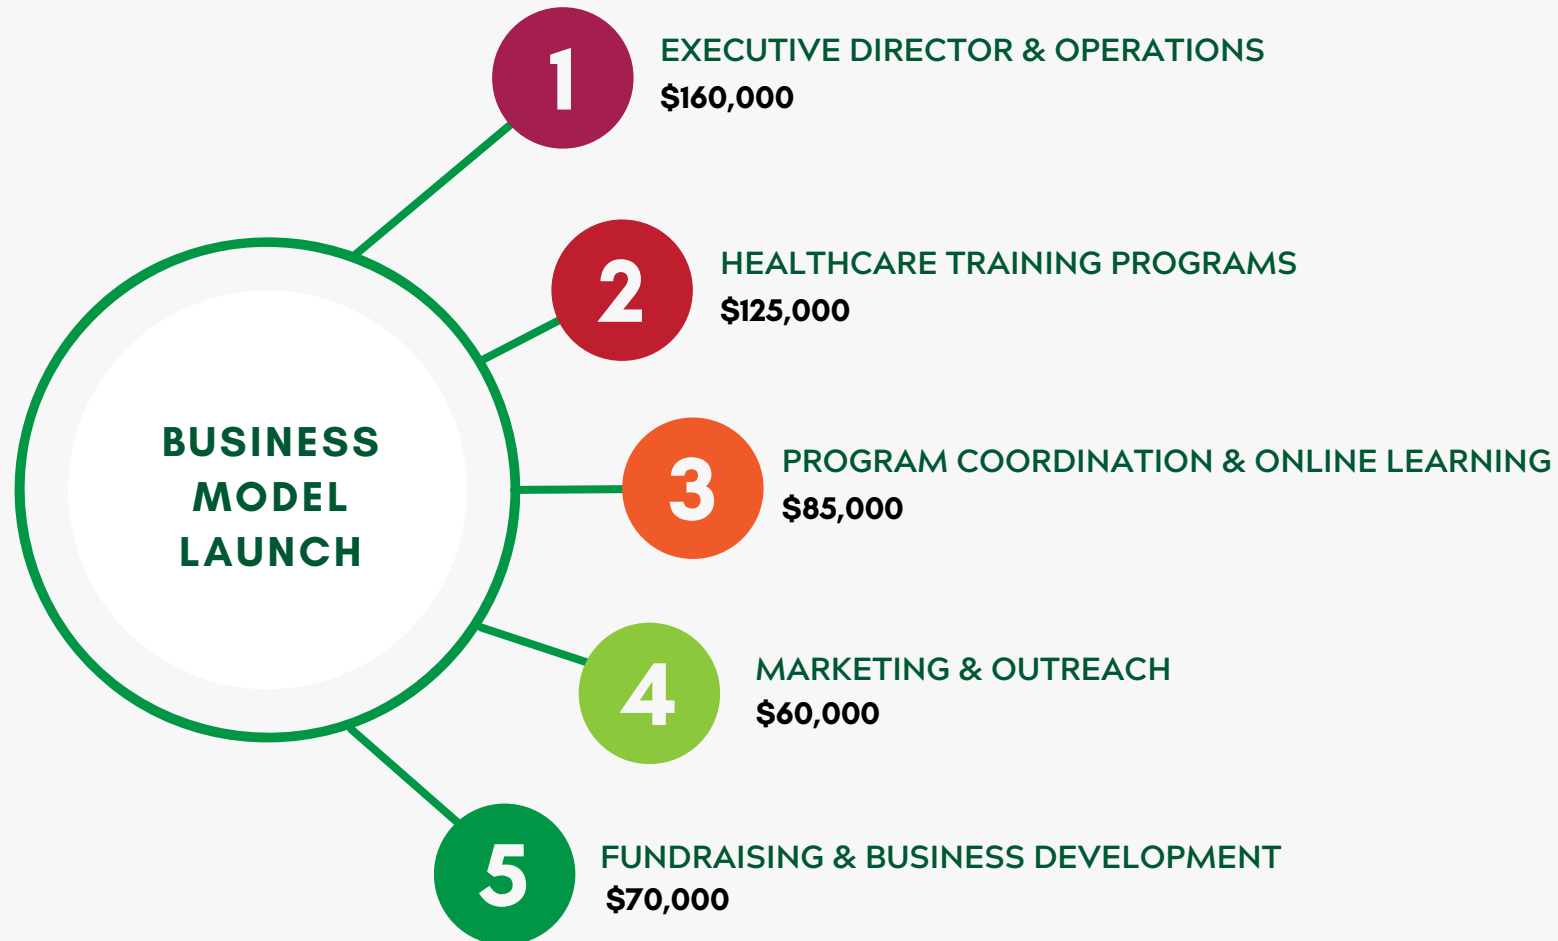 1
EXECUTIVE DIRECTOR & OPERATIONS
$160,000
2
HEALTHCARE TRAINING PROGRAMS
$125,000
BUSINESS
MODEL
LAUNCH
3
PROGRAM COORDINATION & ONLINE LEARNING
$85,000
4
MARKETING & OUTREACH
$60,000
5
FUNDRAISING & BUSINESS DEVELOPMENT
$70,000